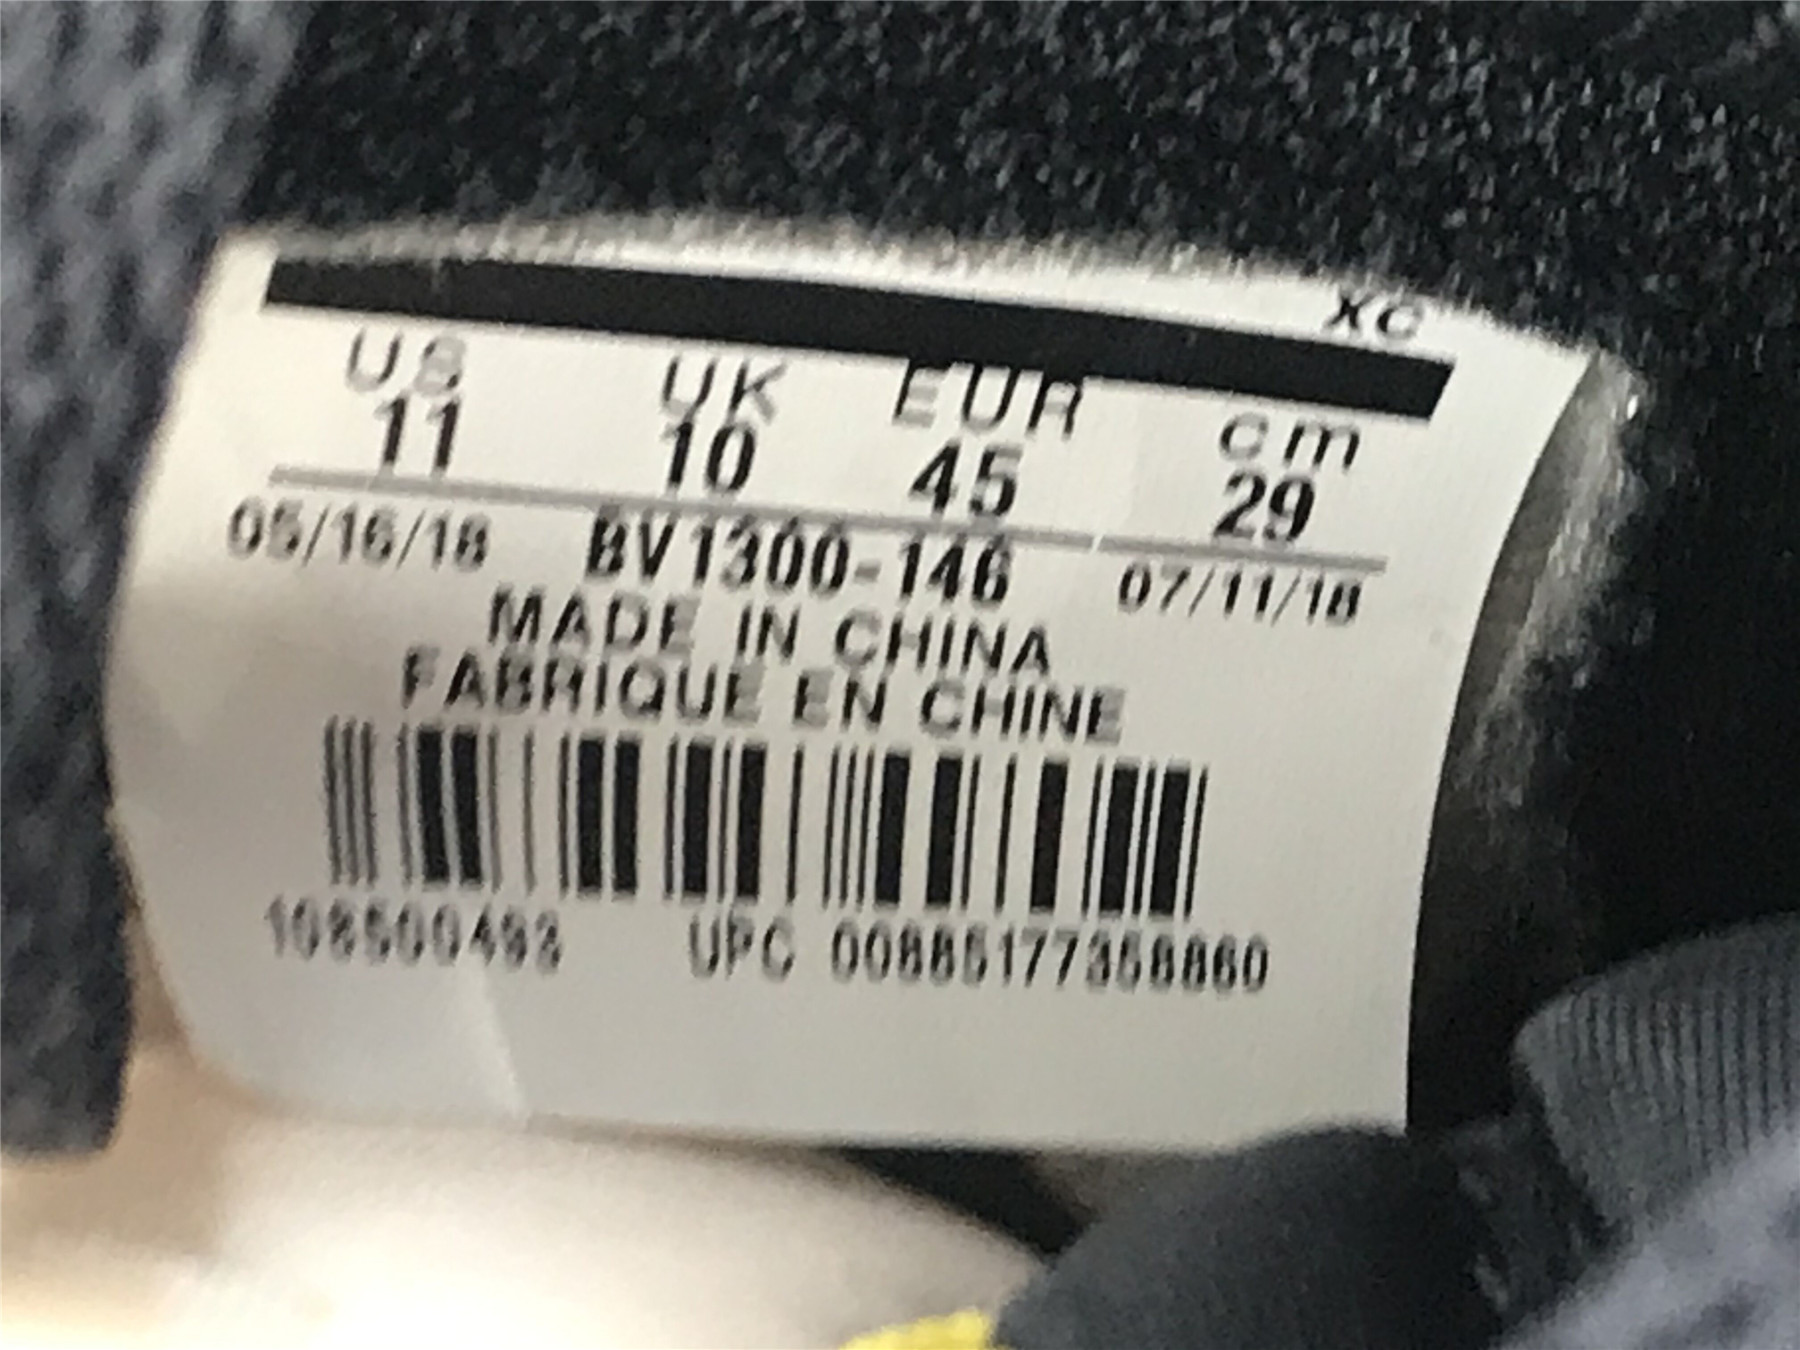 XC
US UK EUR cm
11 10 45 29
05/16/18 BV1300-146 07/11/18
MADE IN CHINA
FABRIQUE EN CHINE
108500493 UPC 00885177358860